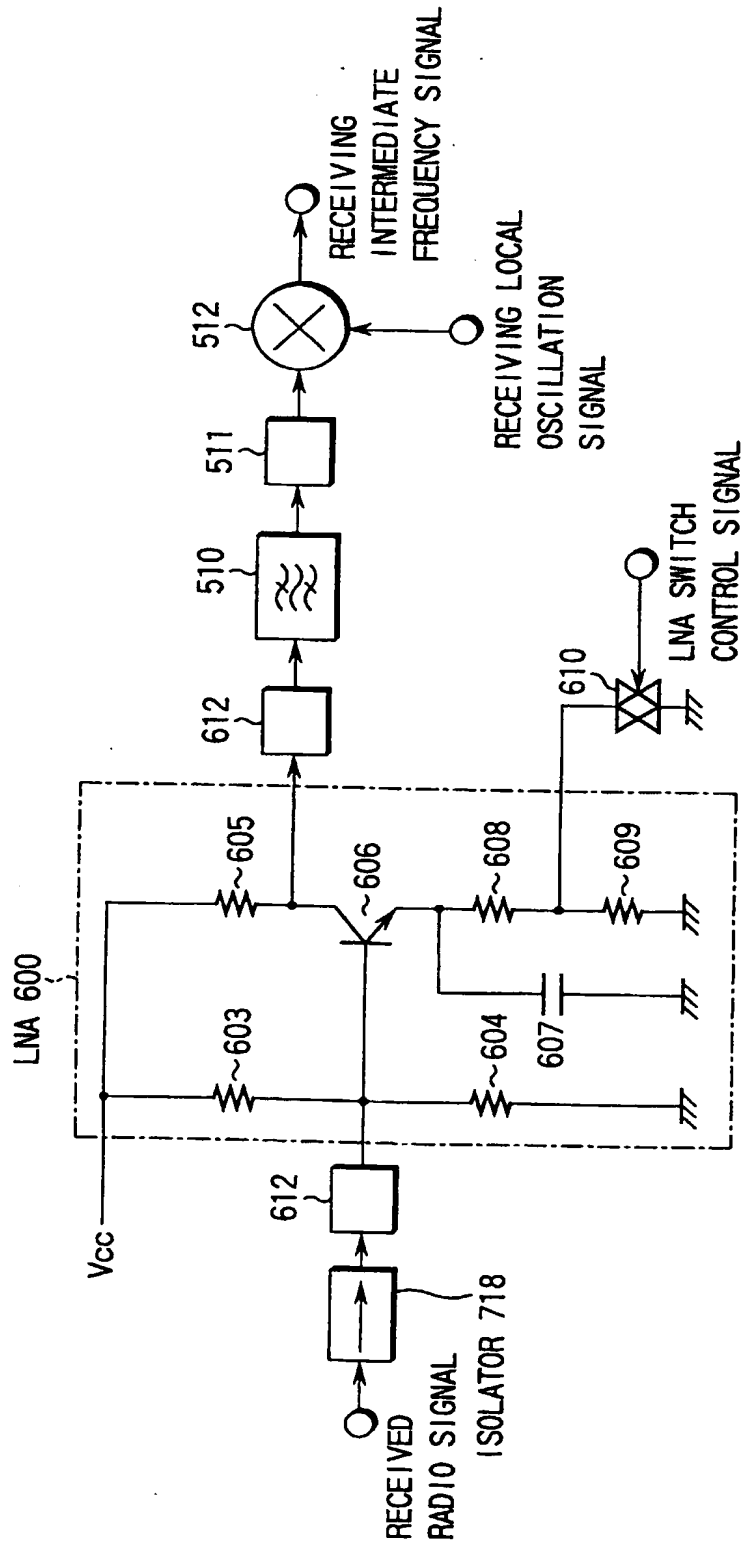 LNA 600
Vcc
603
605
606
604
607
608
609
612
612
510
511
512
610
RECEIVED
RADIO SIGNAL
ISOLATOR 718
RECEIVING
INTERMEDIATE
FREQUENCY SIGNAL
RECEIVING LOCAL
OSCILLATION
SIGNAL
LNA SWITCH
CONTROL SIGNAL